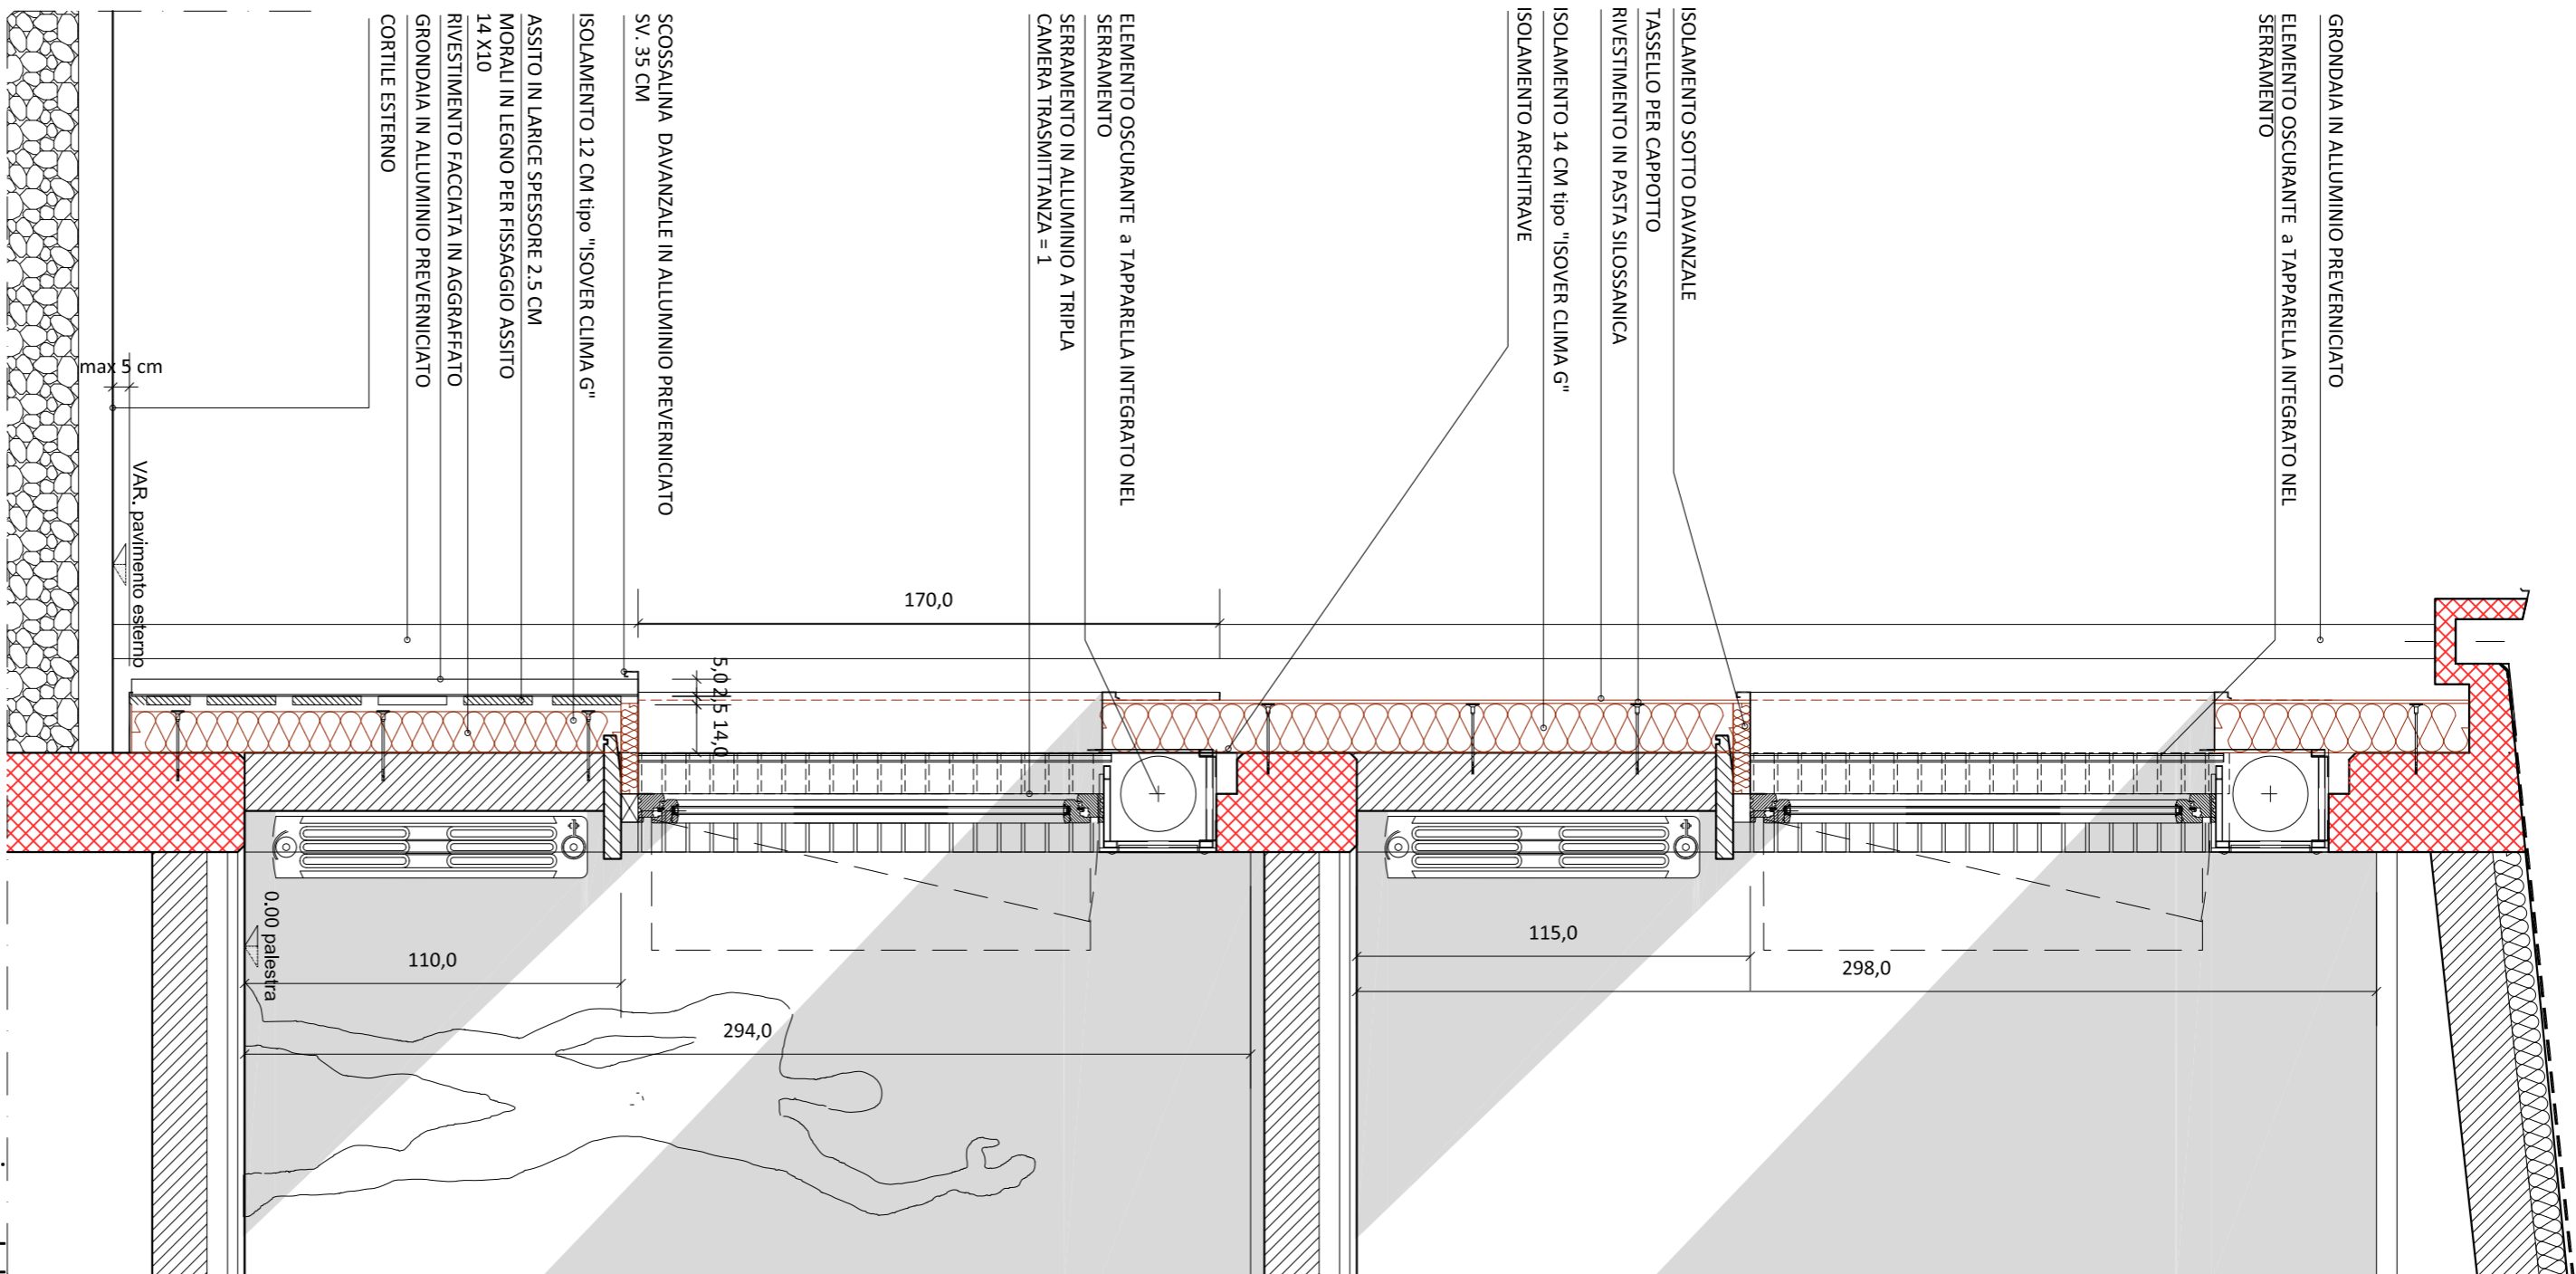 GRONDAIA IN ALLUMINIO PREVERNICIATO
ELEMENTO OSCURANTE a TAPPARELLA INTEGRATO NEL
SERRAMENTO
ISOLAMENTO SOTTO DAVANZALE
TASSELLO PER CAPPOTTO
RIVESTIMENTO IN PASTA SILOSSANICA
ISOLAMENTO 14 CM tipo "ISOVER CLIMA G"
ISOLAMENTO ARCHITRAVE
ELEMENTO OSCURANTE a TAPPARELLA INTEGRATO NEL
SERRAMENTO
SERRAMENTO IN ALLUMINIO A TRIPLA
CAMERA TRASMITTANZA = 1
SCOSSALINA DAVANZALE IN ALLUMINIO PREVERNICIATO
SV. 35 CM
ISOLAMENTO 12 CM tipo "ISOVER CLIMA G"
ASSITO IN LARICE SPESSORE 2.5 CM
MORALI IN LEGNO PER FISSAGGIO ASSITO
14 X10
RIVESTIMENTO FACCIATA IN AGGRAFFATO
GRONDAIA IN ALLUMINIO PREVERNICIATO
CORTILE ESTERNO
max 5 cm
VAR. pavimento esterno
170,0
5,0 2,5 14,0
0.00 palestra
110,0
294,0
115,0
298,0